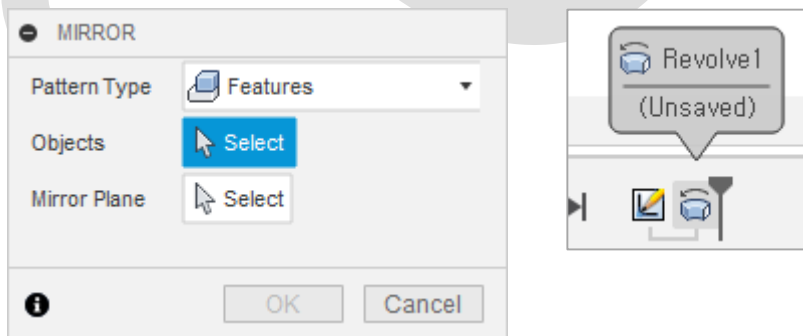 MIRROR
Pattern Type Features
Objects Select
Mirror Plane Select
OK Cancel
Revolve1
(Unsaved)